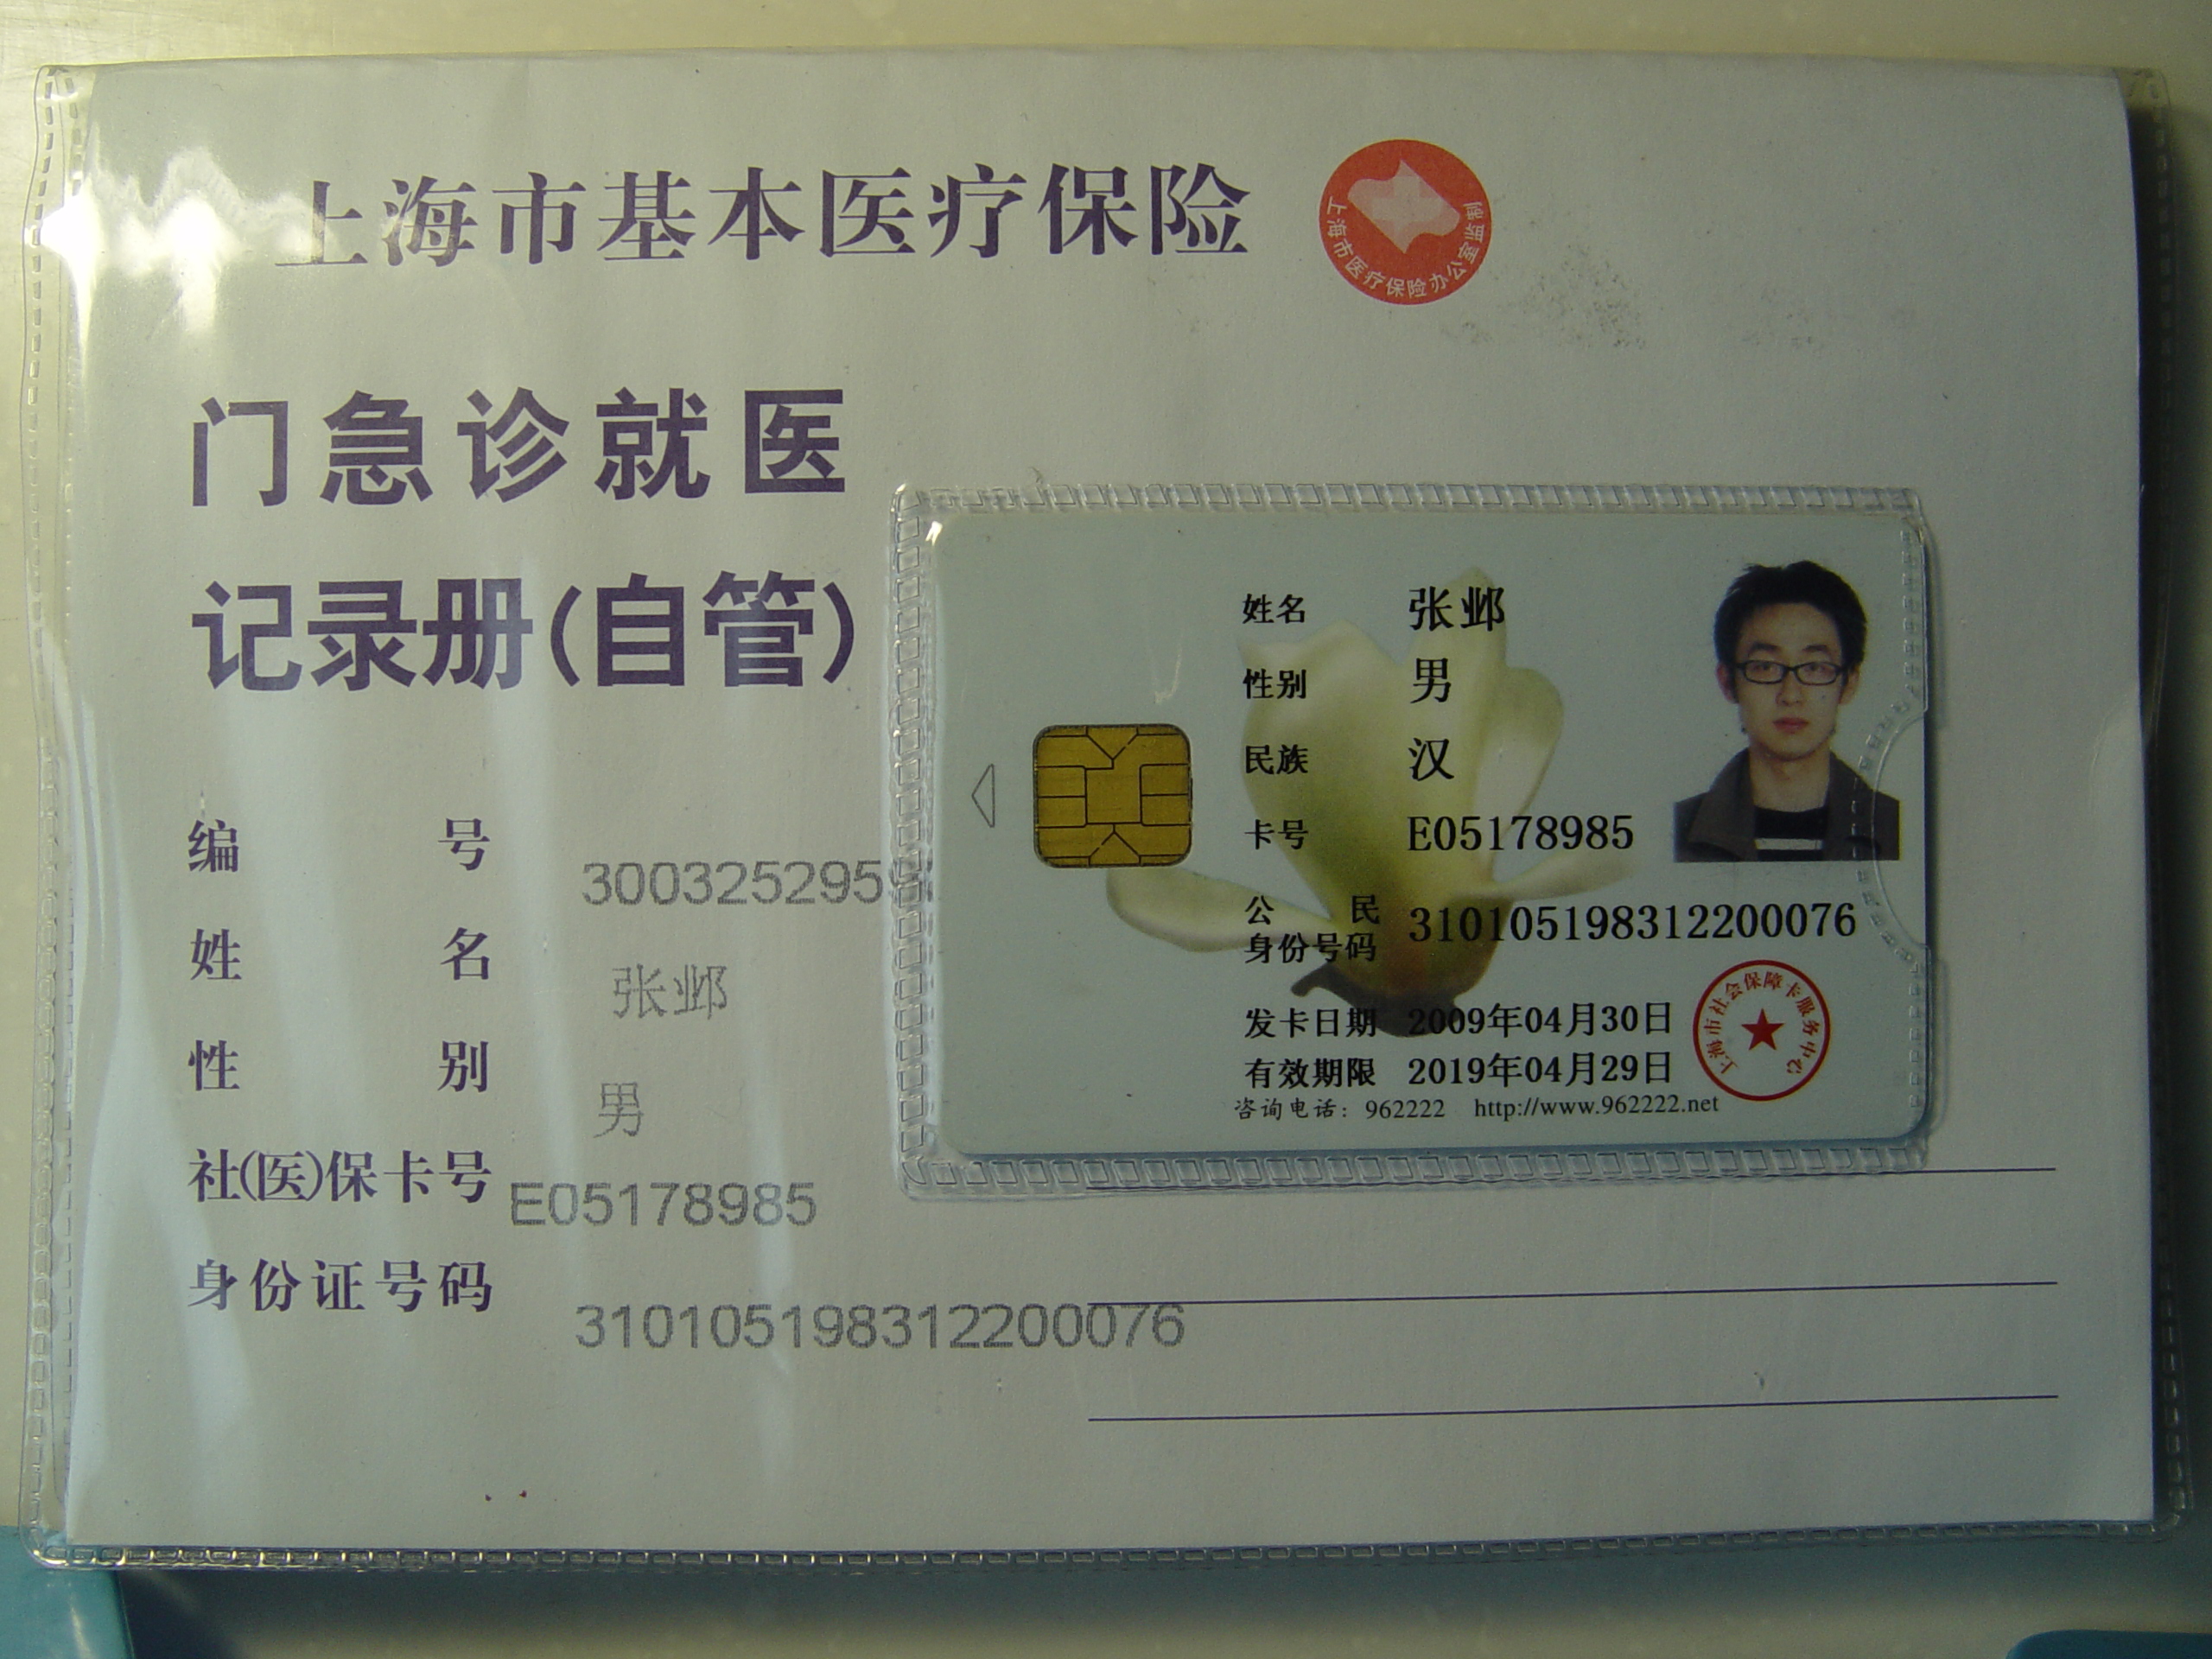 上海市基本医疗保险
上海市医疗保险办公室监制
门急诊就医
记录册(自管)
编号 300325295
姓名 张邺
性别 男
社(医)保卡号 E05178985
身份证号码 310105198312200076
姓名 张邺
性别 男
民族 汉
卡号 E05178985
公民
身份号码 310105198312200076
发卡日期 2009年04月30日
有效期限 2019年04月29日
咨询电话：962222 http://www.962222.net
上海市社会保障卡服务中心